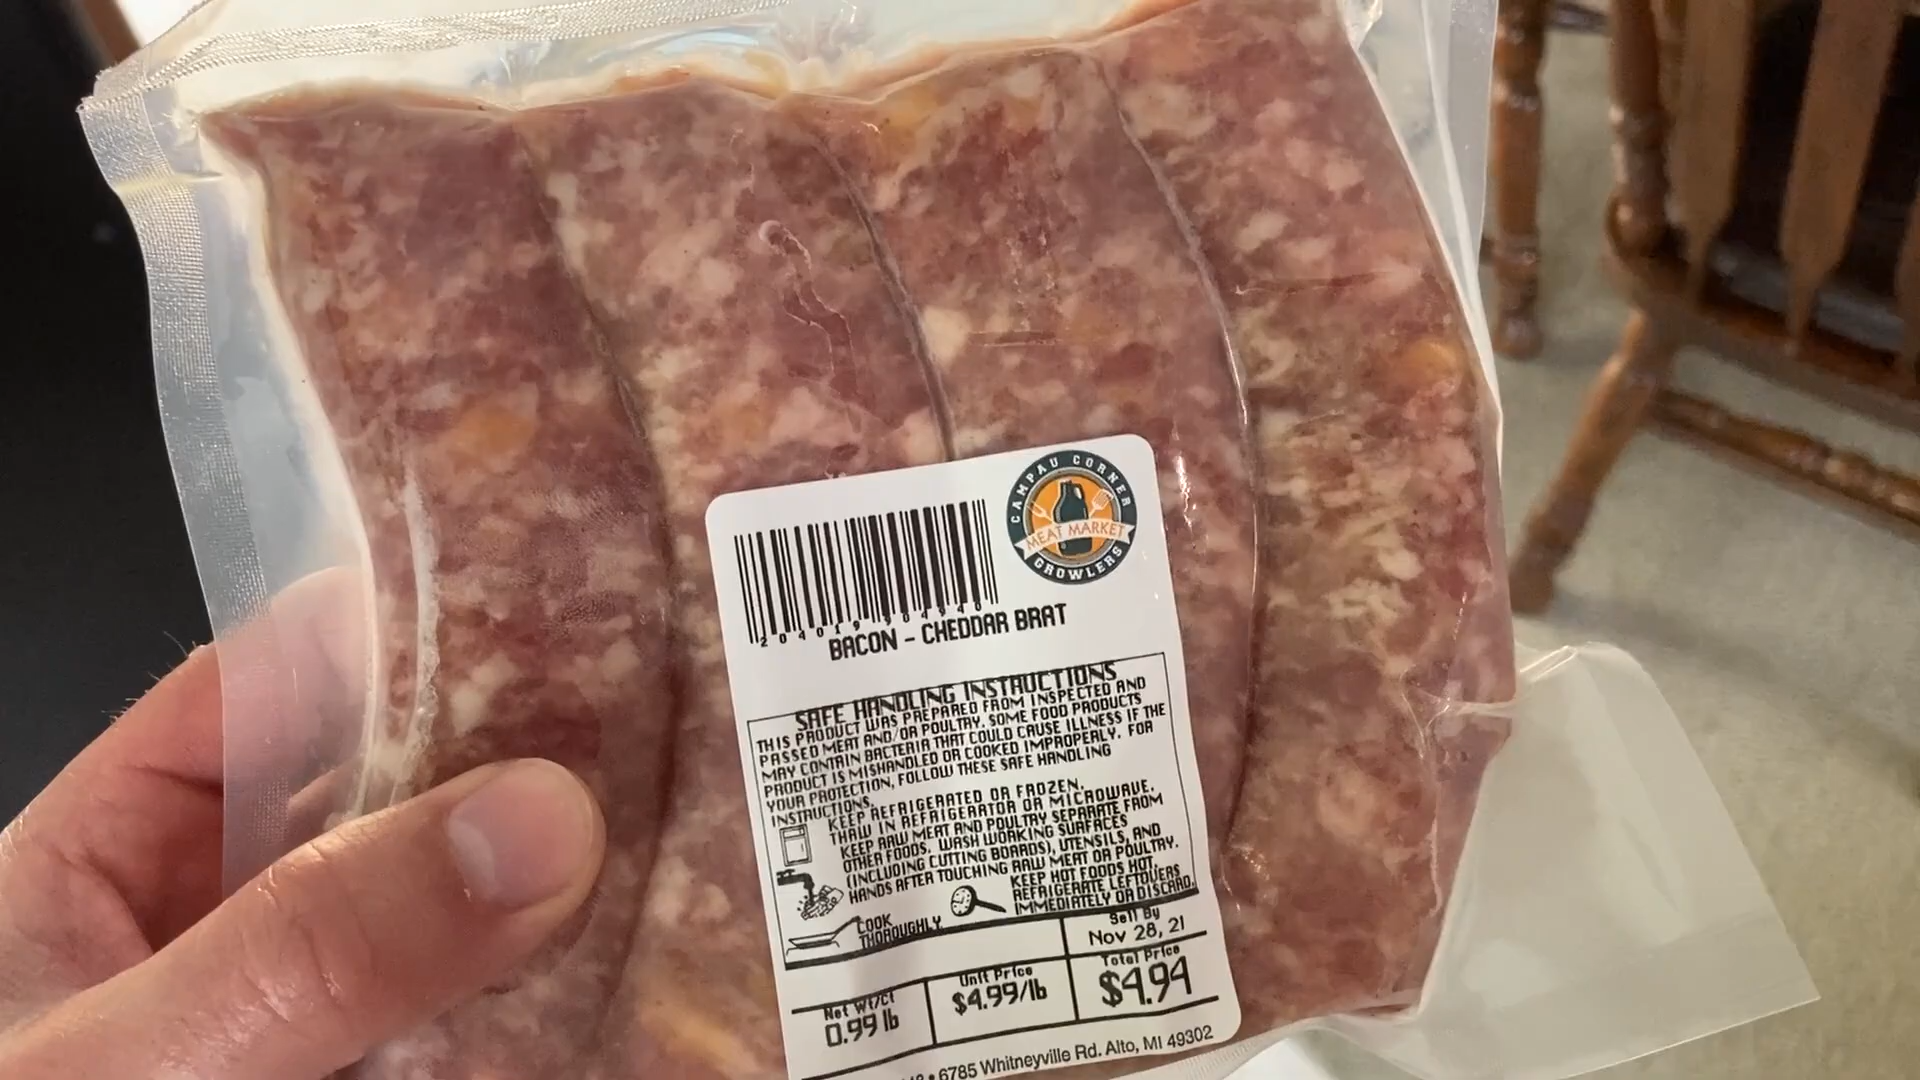 CAMPAU CORNER
MEAT MARKET
GROWLERS
BACON - CHEDDAR BRAT
SAFE HANDLING INSTRUCTIONS
THIS PRODUCT WAS PREPARED FROM INSPECTED AND
PASSED MEAT AND/OR POULTRY. SOME FOOD PRODUCTS
MAY CONTAIN BACTERIA THAT COULD CAUSE ILLNESS IF THE
PRODUCT IS MISHANDLED OR COOKED IMPROPERLY. FOR
YOUR PROTECTION, FOLLOW THESE SAFE HANDLING
INSTRUCTIONS.
KEEP REFRIGERATED OR FROZEN.
THAW IN REFRIGERATOR OR MICROWAVE.
KEEP RAW MEAT AND POULTRY SEPARATE FROM
OTHER FOODS. WASH WORKING SURFACES
(INCLUDING CUTTING BOARDS), UTENSILS, AND
HANDS AFTER TOUCHING RAW MEAT OR POULTRY.
KEEP HOT FOODS HOT.
REFRIGERATE LEFTOVERS
IMMEDIATELY OR DISCARD.
COOK
THOROUGHLY.
Sell By
Nov 28, 21
Net Wt/Ct
0.99 lb
Unit Price
$4.99/lb
Total Price
$4.94
6785 Whitneyville Rd. Alto, MI 49302